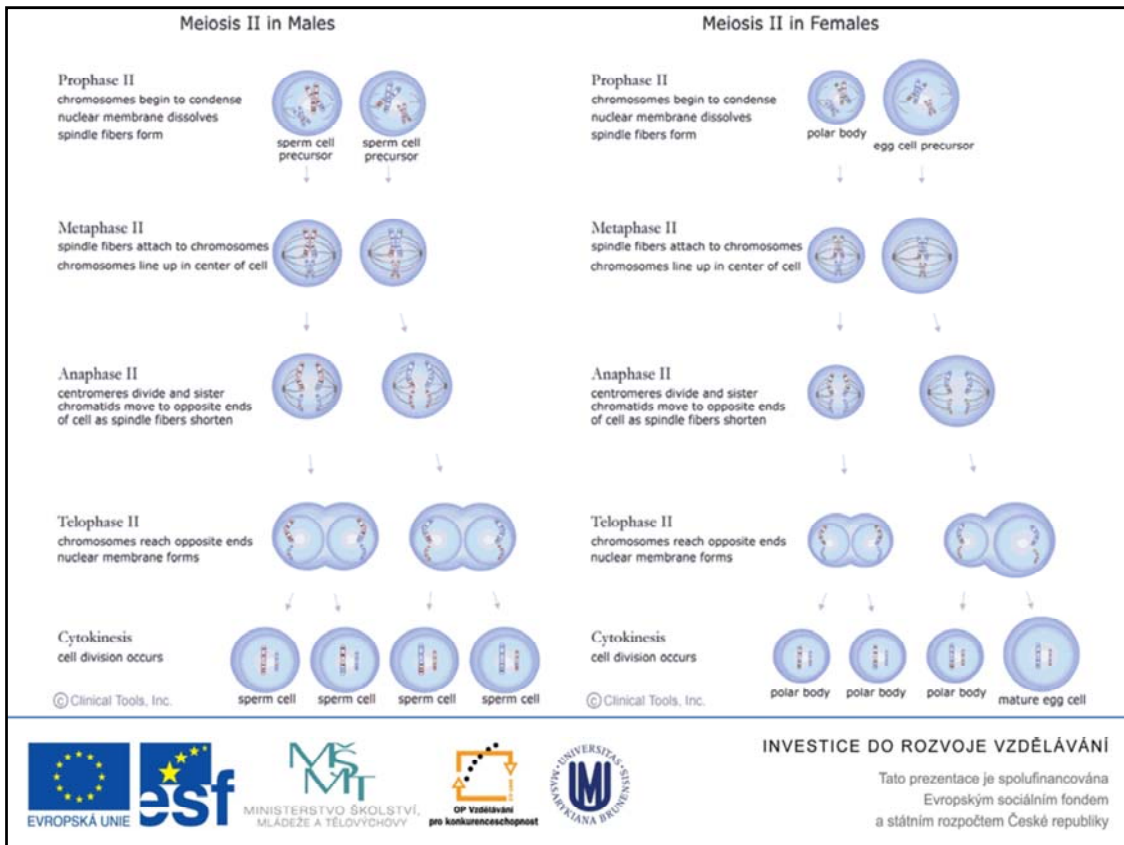 Meiosis II in Males
Prophase II
chromosomes begin to condense
nuclear membrane dissolves
spindle fibers form
sperm cell
precursor
sperm cell
precursor
Metaphase II
spindle fibers attach to chromosomes
chromosomes line up in center of cell
Anaphase II
centromeres divide and sister
chromatids move to opposite ends
of cell as spindle fibers shorten
Telophase II
chromosomes reach opposite ends
nuclear membrane forms
Cytokinesis
cell division occurs
sperm cell
sperm cell
sperm cell
sperm cell
© Clinical Tools, Inc.
Meiosis II in Females
Prophase II
chromosomes begin to condense
nuclear membrane dissolves
spindle fibers form
polar body
egg cell precursor
Metaphase II
spindle fibers attach to chromosomes
chromosomes line up in center of cell
Anaphase II
centromeres divide and sister
chromatids move to opposite ends
of cell as spindle fibers shorten
Telophase II
chromosomes reach opposite ends
nuclear membrane forms
Cytokinesis
cell division occurs
polar body
polar body
polar body
mature egg cell
© Clinical Tools, Inc.
EVROPSKÁ UNIE
esf
MŠMT
MINISTERSTVO ŠKOLSTVÍ,
MLÁDEŽE A TĚLOVÝCHOVY
OP Vzdělávání
pro konkurenceschopnost
UNIVERSITAS
MASARYKIANA BRUNENSIS
INVESTICE DO ROZVOJE VZDĚLÁVÁNÍ
Tato prezentace je spolufinancována
Evropským sociálním fondem
a státním rozpočtem České republiky